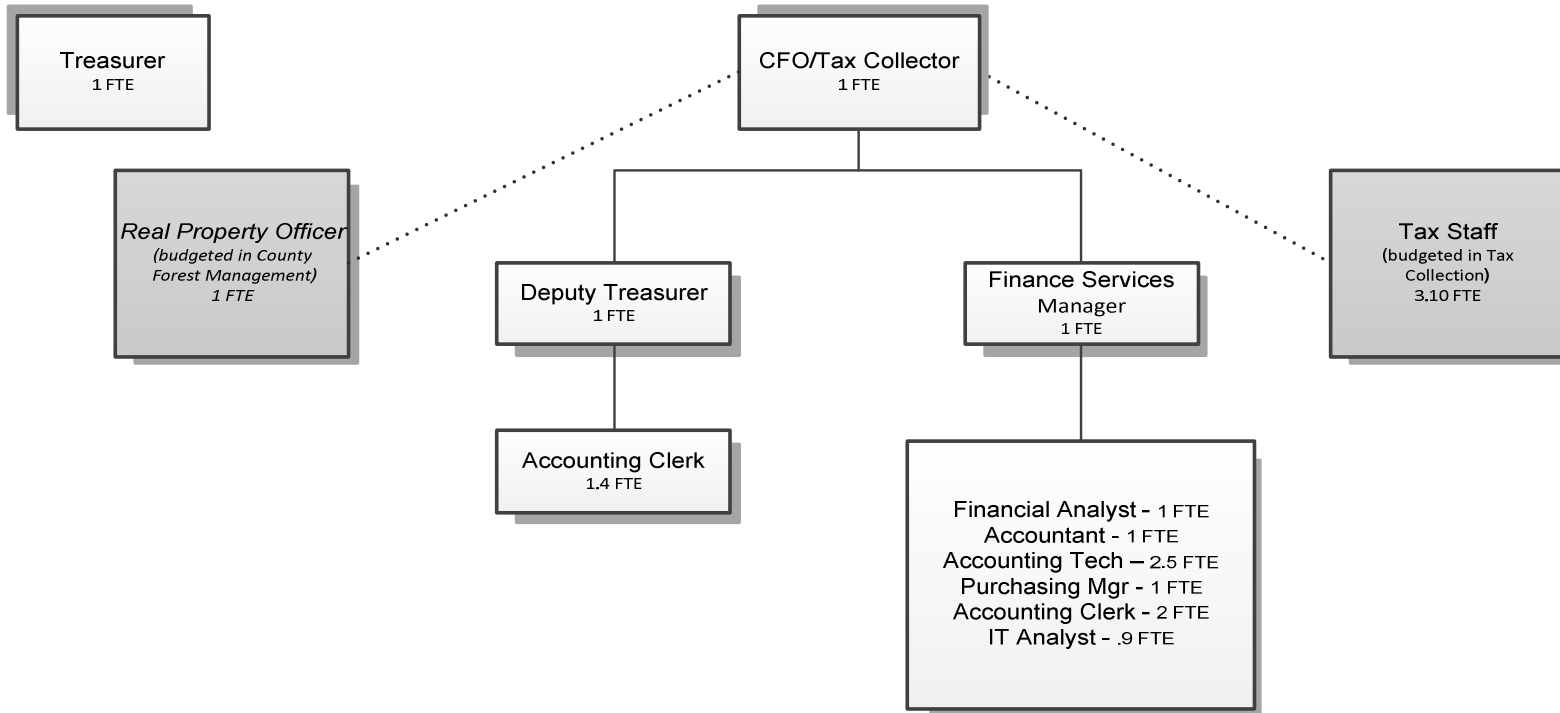 Treasurer
1 FTE
CFO/Tax Collector
1 FTE
Real Property Officer
(budgeted in County
Forest Management)
1 FTE
Tax Staff
(budgeted in Tax
Collection)
3.10 FTE
Deputy Treasurer
1 FTE
Finance Services
Manager
1 FTE
Accounting Clerk
1.4 FTE
Financial Analyst - 1 FTE
Accountant - 1 FTE
Accounting Tech – 2.5 FTE
Purchasing Mgr - 1 FTE
Accounting Clerk - 2 FTE
IT Analyst - .9 FTE